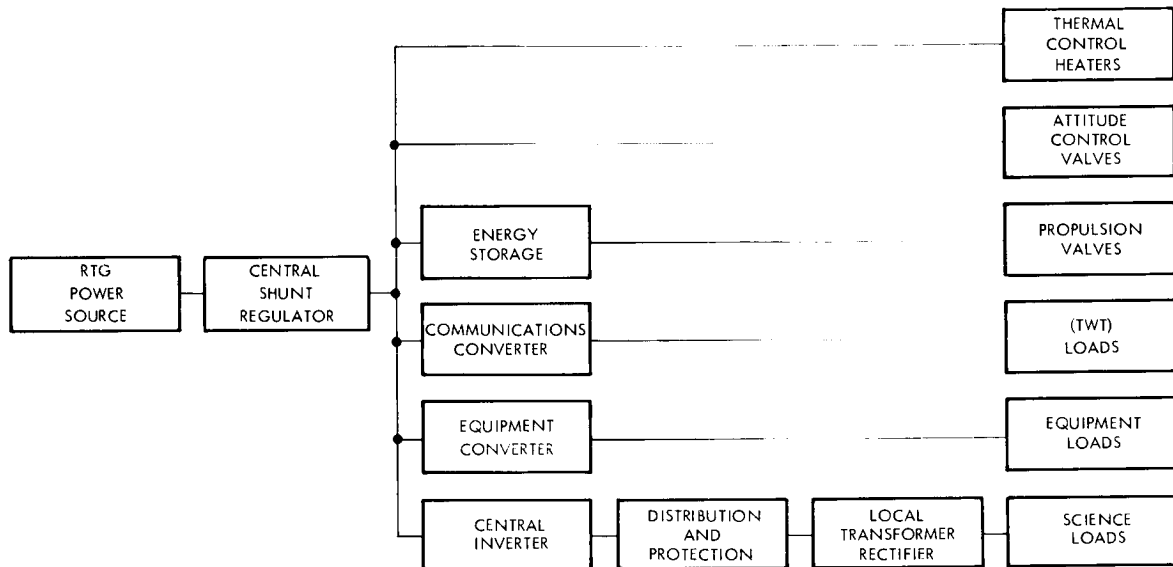 THERMAL
CONTROL
HEATERS
ATTITUDE
CONTROL
VALVES
ENERGY
STORAGE
PROPULSION
VALVES
RTG
POWER
SOURCE
CENTRAL
SHUNT
REGULATOR
COMMUNICATIONS
CONVERTER
(TWT)
LOADS
EQUIPMENT
CONVERTER
EQUIPMENT
LOADS
CENTRAL
INVERTER
DISTRIBUTION
AND
PROTECTION
LOCAL
TRANSFORMER
RECTIFIER
SCIENCE
LOADS